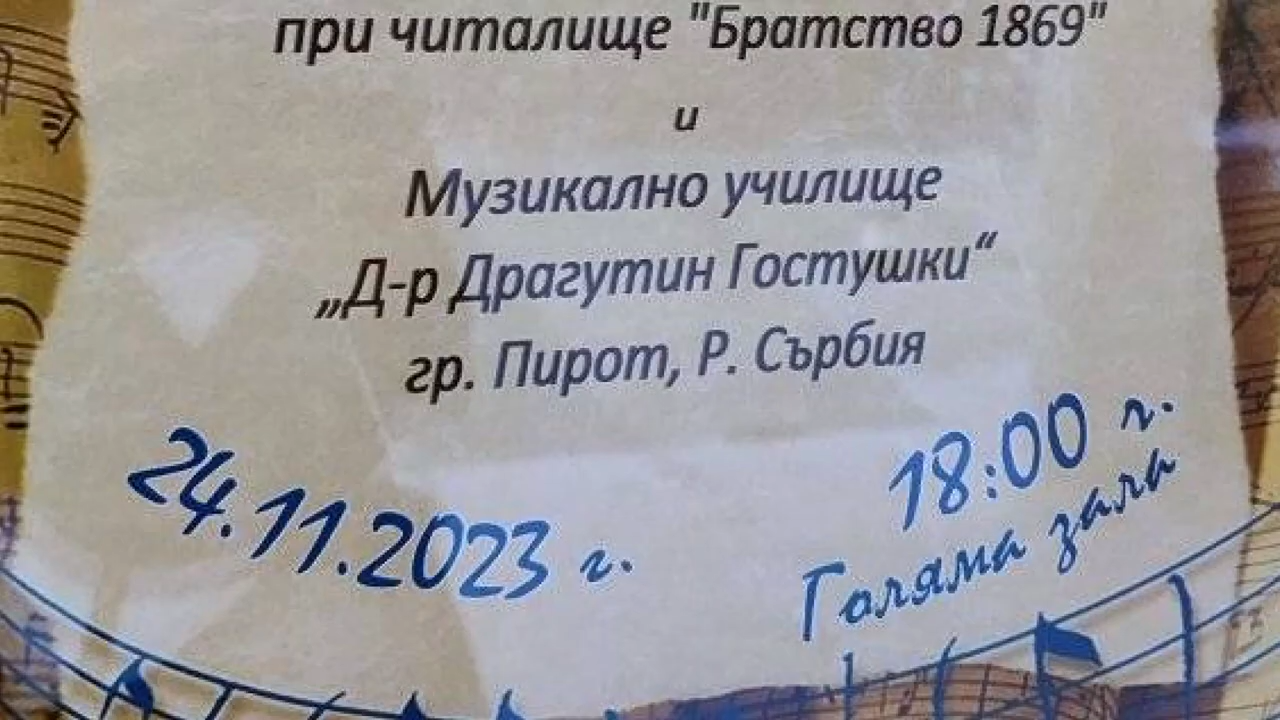 при читалище "Братство 1869"
и
Музикално училище
„Д-р Драгутин Гостушки“
гр. Пирот, Р. Сърбия
24.11.2023 г.
18:00 ч.
Голяма зала